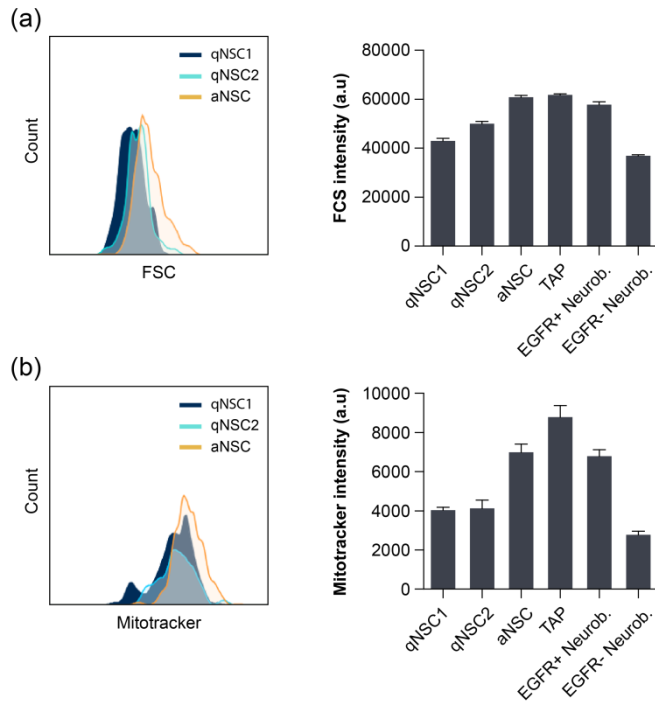 (a)
qNSC1
qNSC2
aNSC
Count
FSC
80000
60000
40000
20000
0
FCS intensity (a.u)
qNSC1
qNSC2
aNSC
TAP
EGFR+ Neurob.
EGFR- Neurob.
(b)
qNSC1
qNSC2
aNSC
Count
Mitotracker
10000
8000
6000
4000
2000
0
Mitotracker intensity (a.u)
qNSC1
qNSC2
aNSC
TAP
EGFR+ Neurob.
EGFR- Neurob.